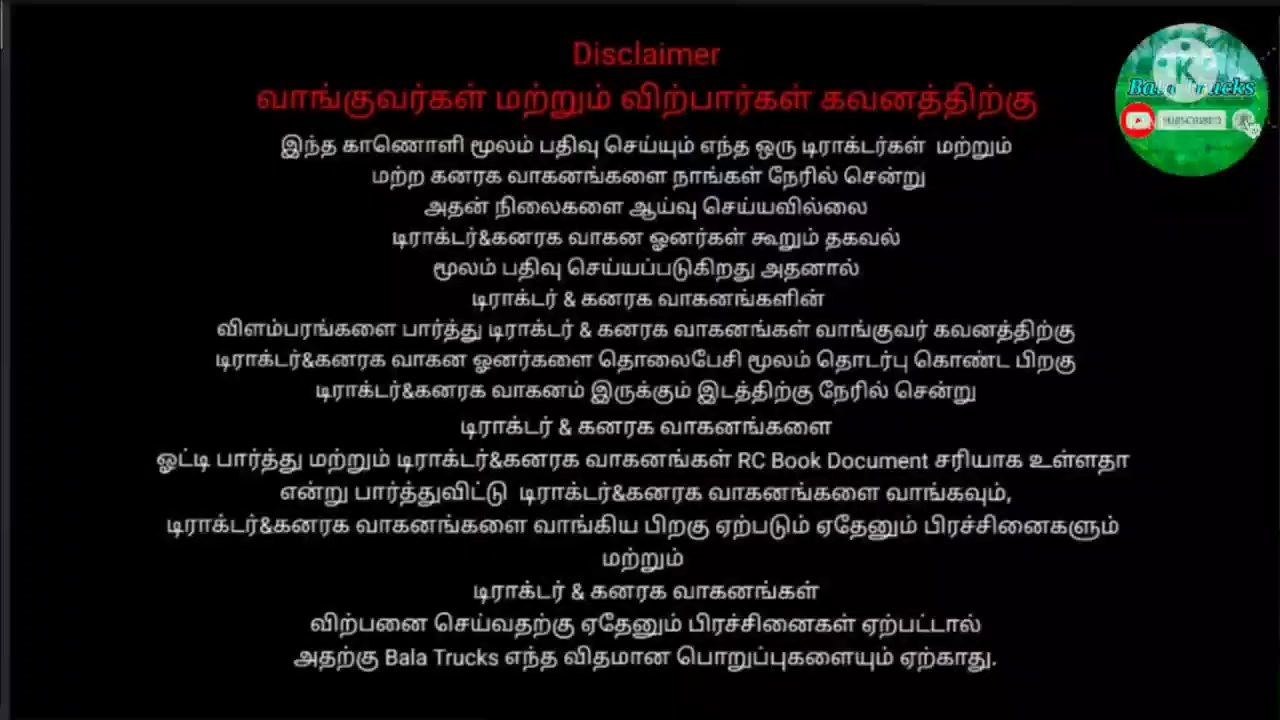 Disclaimer
வாங்குவர்கள் மற்றும் விற்பார்கள் கவனத்திற்கு
இந்த காணொளி மூலம் பதிவு செய்யும் எந்த ஒரு டிராக்டர்கள் மற்றும்
மற்ற கனரக வாகனங்களை நாங்கள் நேரில் சென்று
அதன் நிலைகளை ஆய்வு செய்யவில்லை
டிராக்டர்&கனரக வாகன ஓனர்கள் கூறும் தகவல்
மூலம் பதிவு செய்யப்படுகிறது அதனால்
டிராக்டர் & கனரக வாகனங்களின்
விளம்பரங்களை பார்த்து டிராக்டர் & கனரக வாகனங்கள் வாங்குவர் கவனத்திற்கு
டிராக்டர்&கனரக வாகன ஓனர்களை தொலைபேசி மூலம் தொடர்பு கொண்ட பிறகு
டிராக்டர்&கனரக வாகனம் இருக்கும் இடத்திற்கு நேரில் சென்று
டிராக்டர் & கனரக வாகனங்களை
ஓட்டி பார்த்து மற்றும் டிராக்டர்&கனரக வாகனங்கள் RC Book Document சரியாக உள்ளதா
என்று பார்த்துவிட்டு டிராக்டர்&கனரக வாகனங்களை வாங்கவும்,
டிராக்டர்&கனரக வாகனங்களை வாங்கிய பிறகு ஏற்படும் ஏதேனும் பிரச்சினைகளும்
மற்றும்
டிராக்டர் & கனரக வாகனங்கள்
விற்பனை செய்வதற்கு ஏதேனும் பிரச்சினைகள் ஏற்பட்டால்
அதற்கு Bala Trucks எந்த விதமான பொறுப்புகளையும் ஏற்காது.
Bala Trucks
SUBSCRIBED